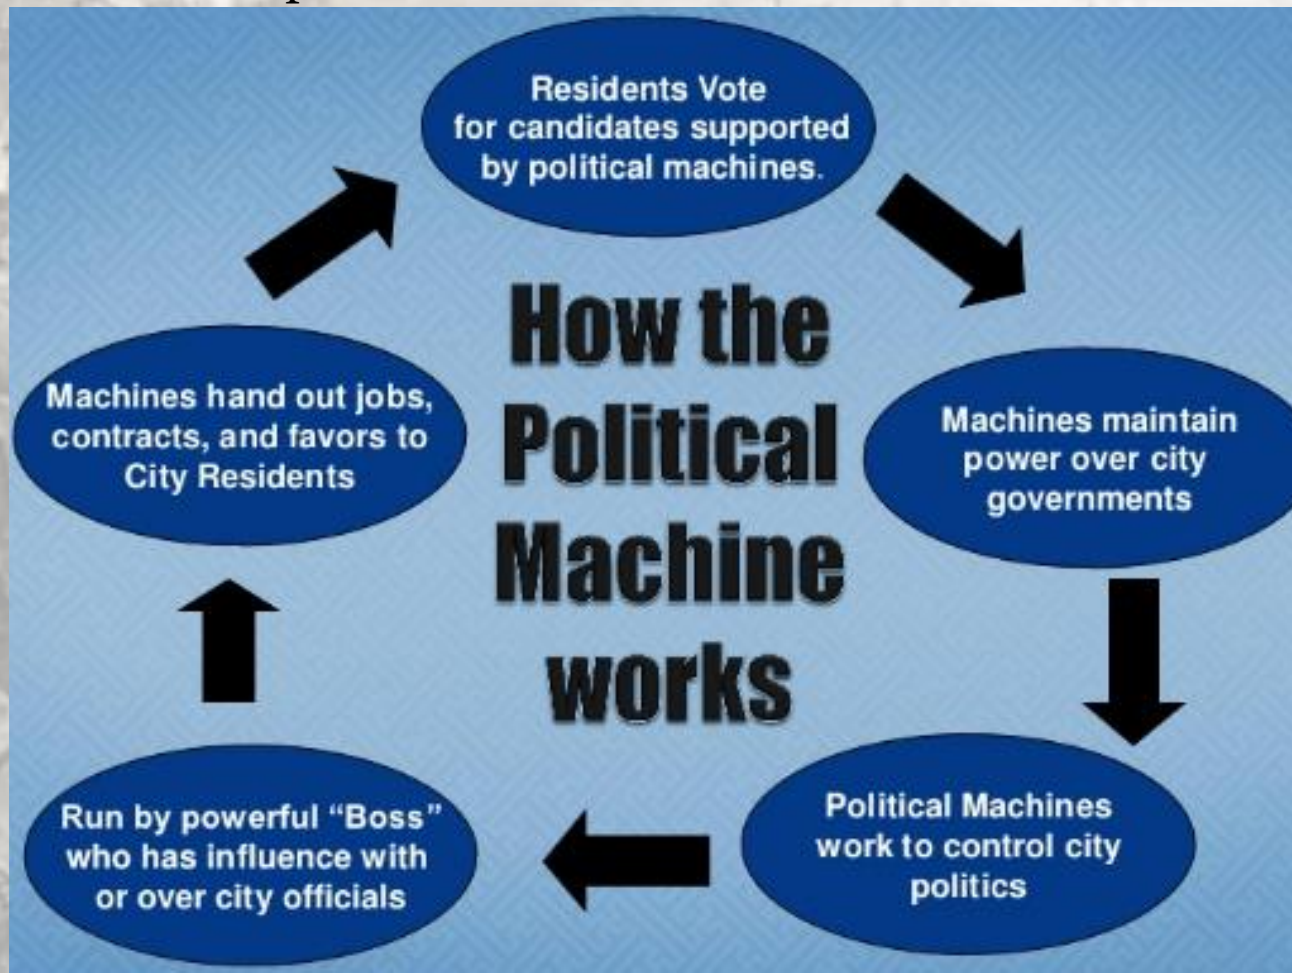 Residents Vote
for candidates supported
by political machines.
How the
Political
Machine
works
Machines maintain
power over city
governments
Political Machines
work to control city
politics
Run by powerful “Boss”
who has influence with
or over city officials
Machines hand out jobs,
contracts, and favors to
City Residents